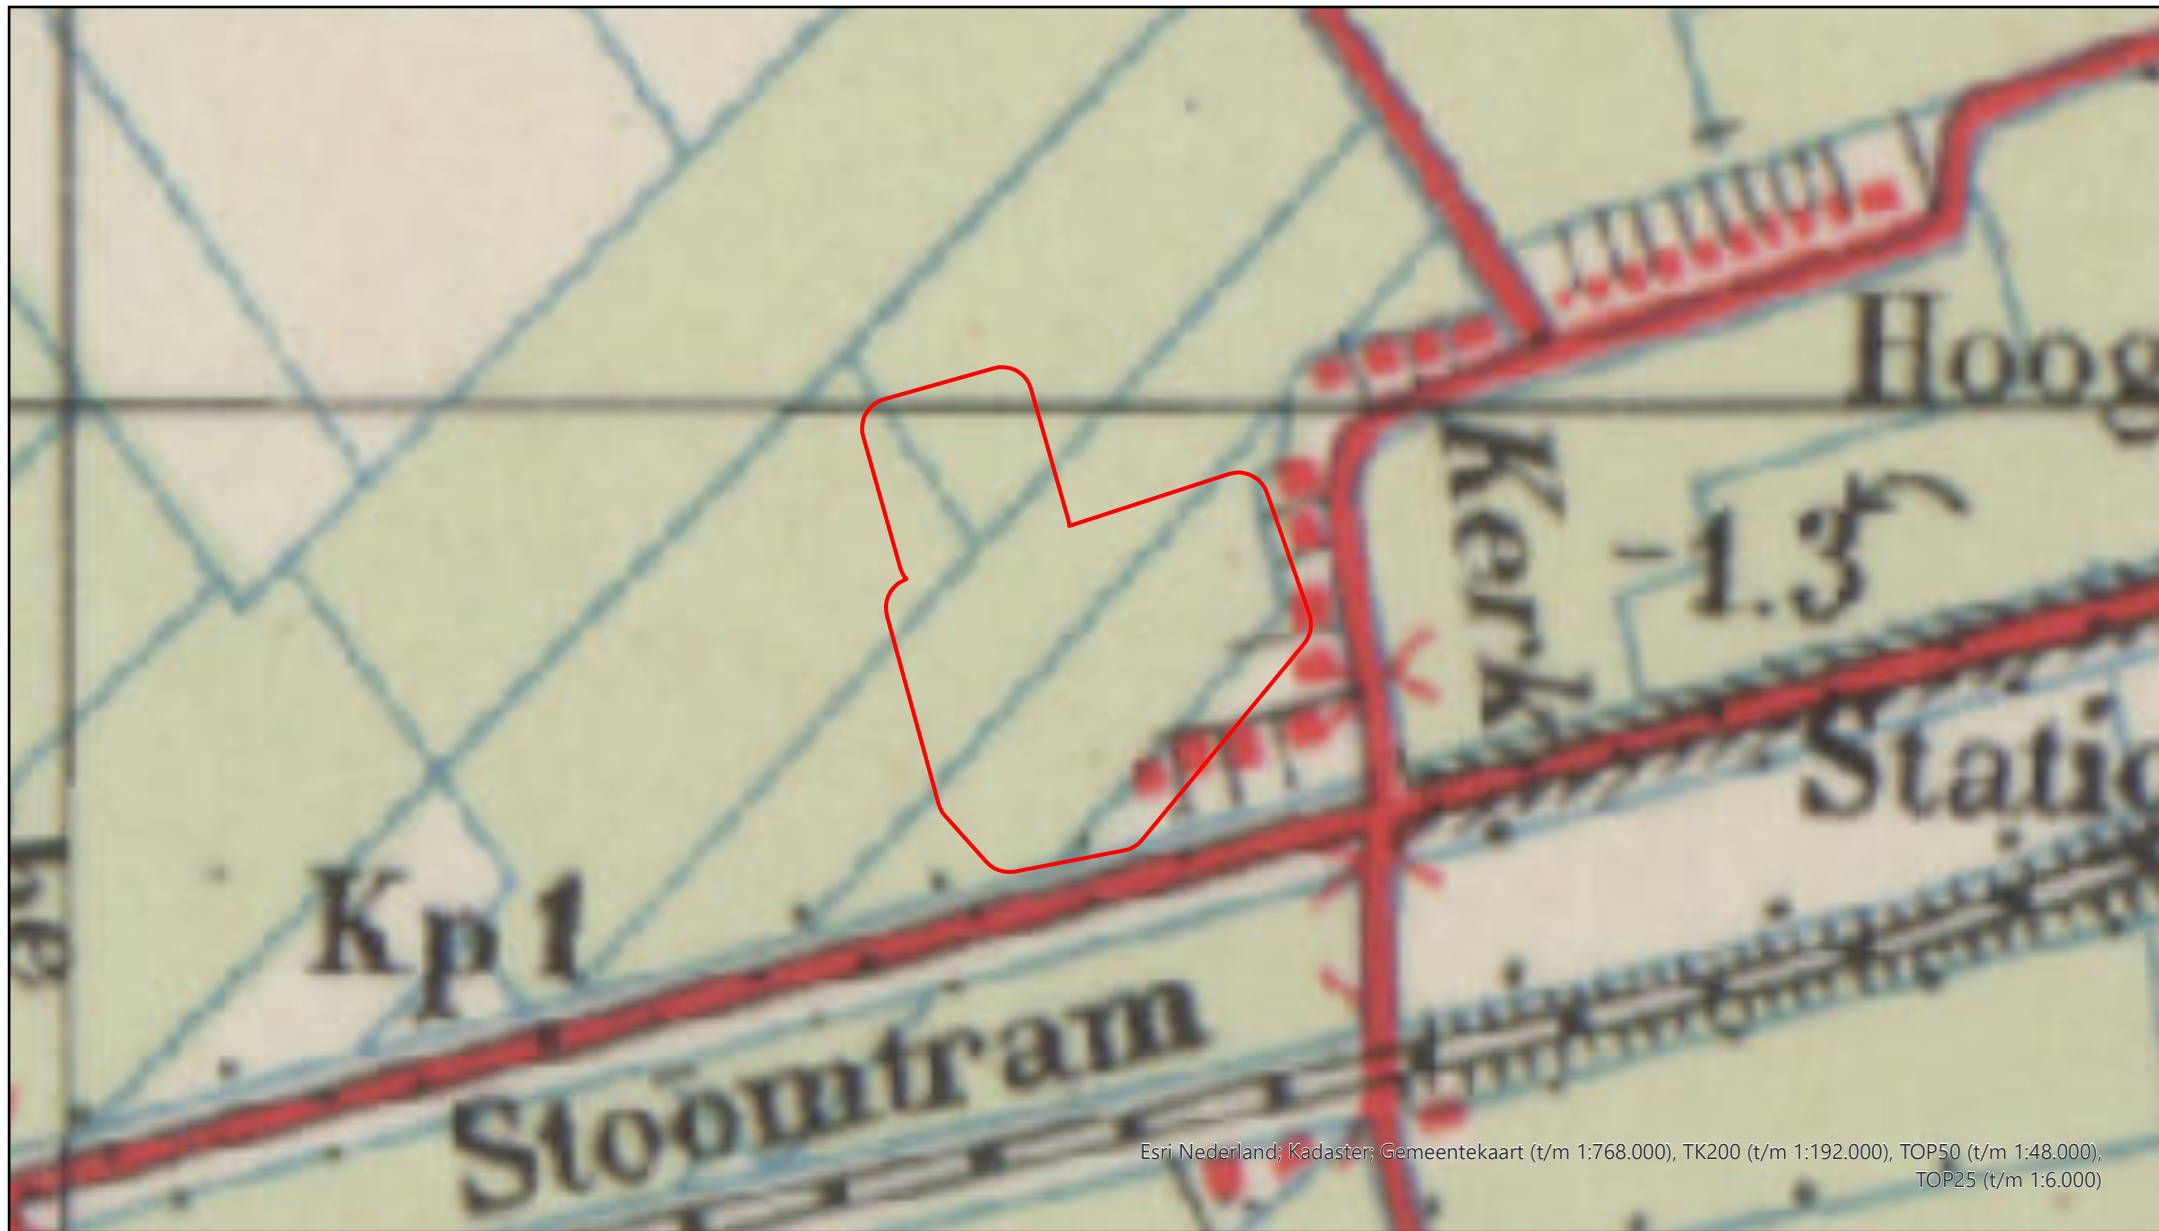 Hoog
Kerk
-1.3
Static
Kp 1
Stoomtram
Esri Nederland; Kadaster; Gemeentekaart (t/m 1:768.000), TK200 (t/m 1:192.000), TOP50 (t/m 1:48.000),
TOP25 (t/m 1:6.000)